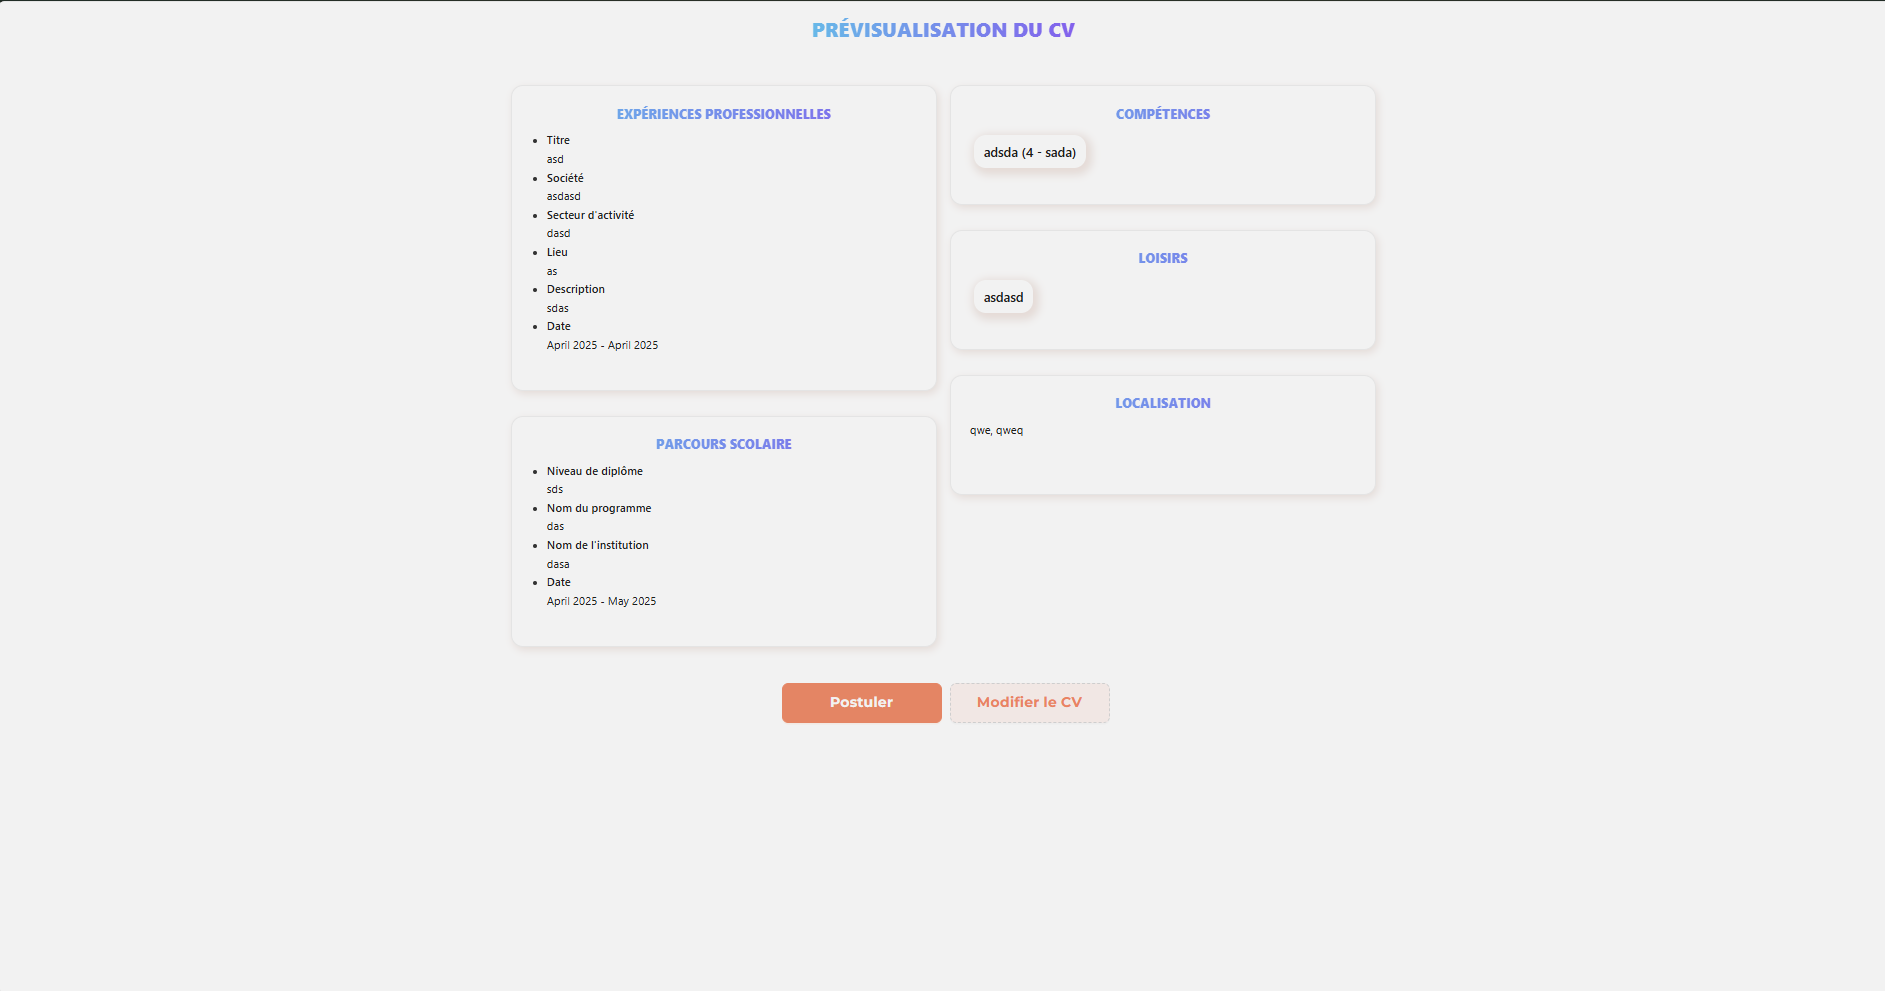 PRÉVISUALISATION DU CV
EXPÉRIENCES PROFESSIONNELLES
Titre
asd
Société
asdasd
Secteur d'activité
dasd
Lieu
as
Description
sdas
Date
April 2025 - April 2025
PARCOURS SCOLAIRE
Niveau de diplôme
sds
Nom du programme
das
Nom de l'institution
dasa
Date
April 2025 - May 2025
COMPÉTENCES
adsda (4 - sada)
LOISIRS
asdasd
LOCALISATION
qwe, qweq
Postuler
Modifier le CV